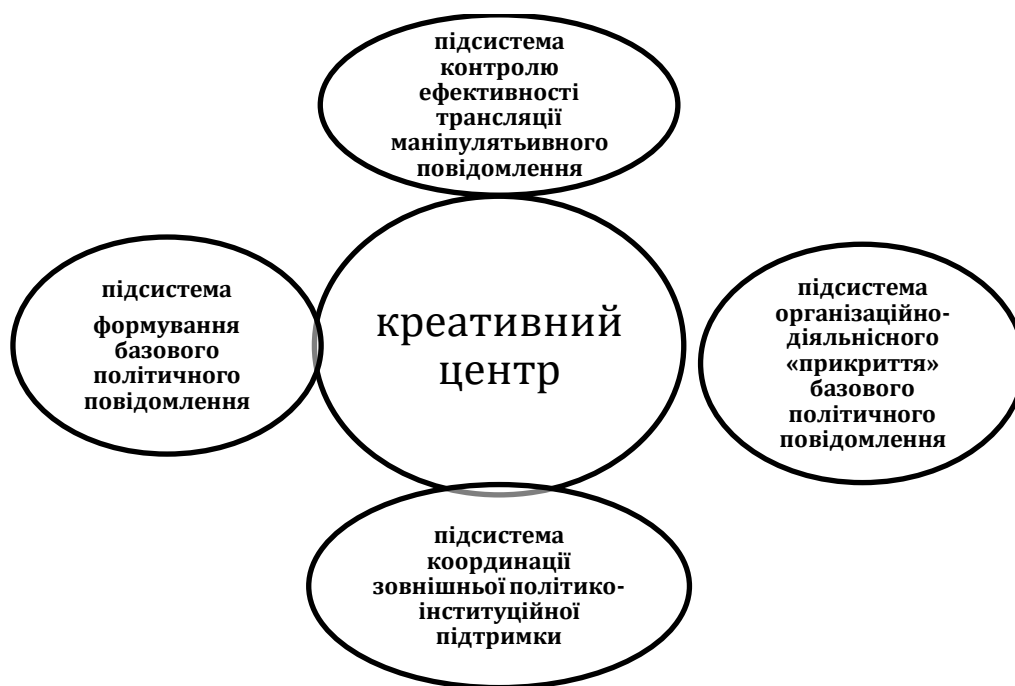 підсистема
контролю
ефективності
трансляції
маніпулятьивного
повідомлення
підсистема
формування
базового
політичного
повідомлення
креативний
центр
підсистема
організаційно-
діяльнісного
«прикриття»
базового
політичного
повідомлення
підсистема
координації
зовнішньої політико-
інституційної
підтримки